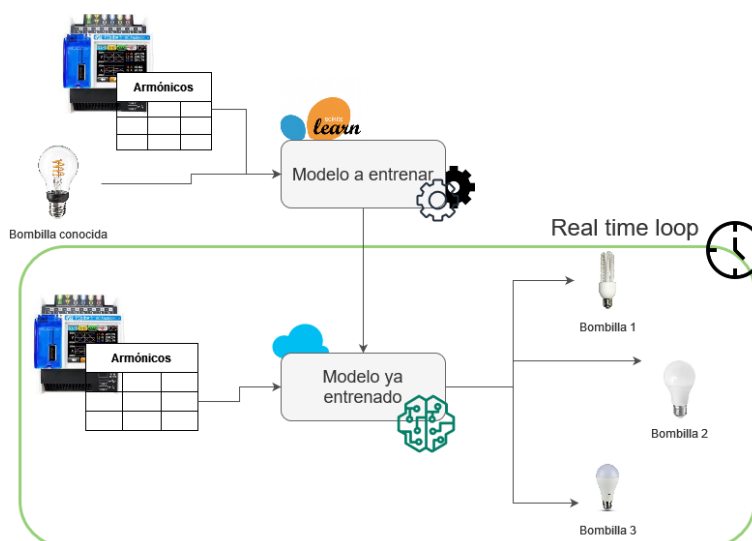 Armónicos
learn
Modelo a entrenar
Bombilla conocida
Real time loop
Bombilla 1
Armónicos
Modelo ya
entrenado
Bombilla 2
Bombilla 3